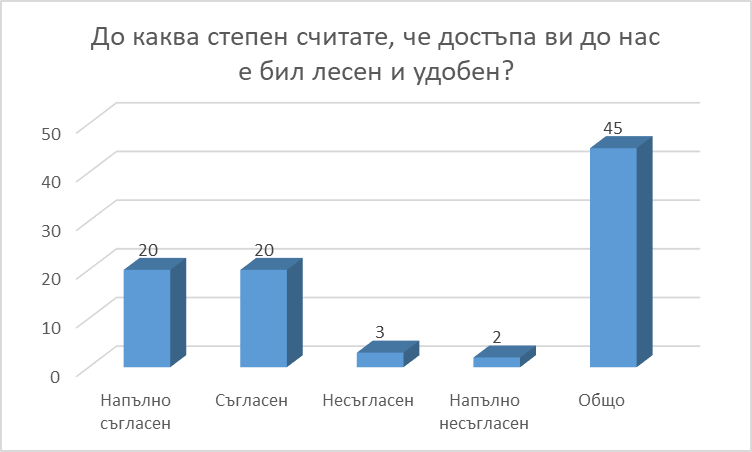 До каква степен считате, че достъпа ви до нас
е бил лесен и удобен?
50
40
30
20
10
0
20
20
3
2
45
Напълно
съгласен
Съгласен
Несъгласен
Напълно
несъгласен
Общо